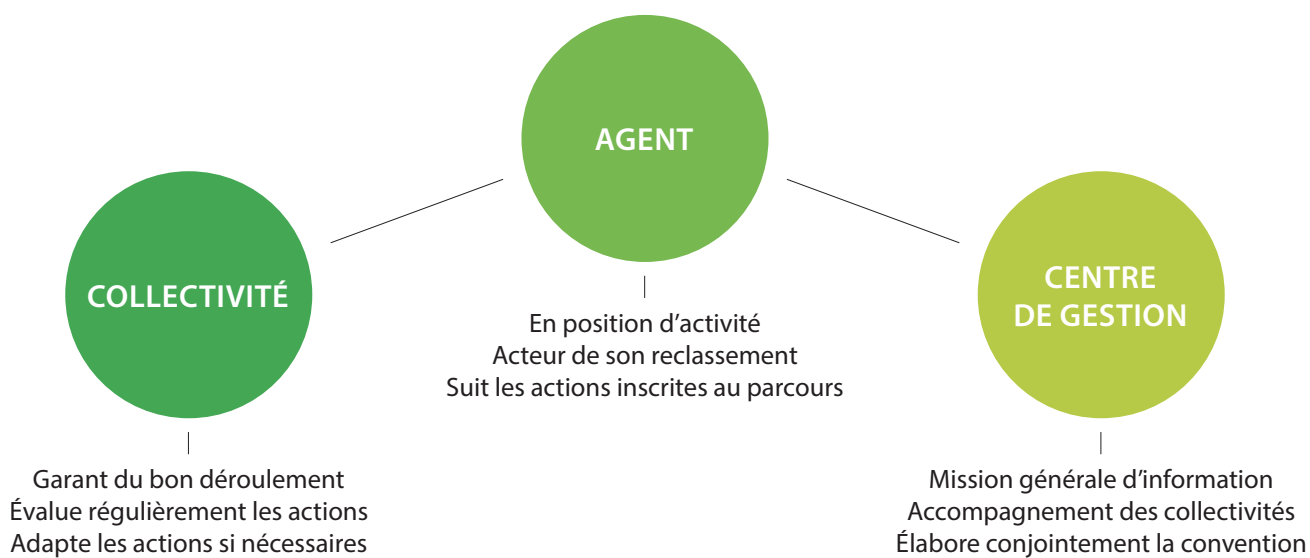 AGENT
En position d’activité
Acteur de son reclassement
Suit les actions inscrites au parcours
COLLECTIVITÉ
Garant du bon déroulement
Évalue régulièrement les actions
Adapte les actions si nécessaires
CENTRE
DE GESTION
Mission générale d’information
Accompagnement des collectivités
Élabore conjointement la convention